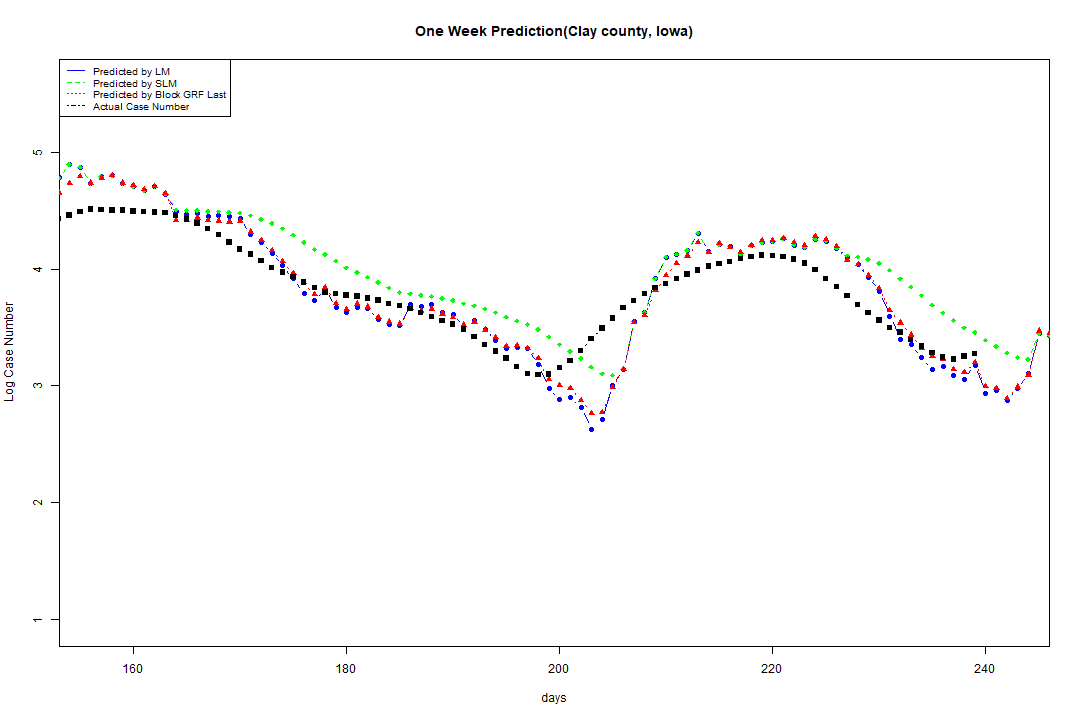 One Week Prediction(Clay county, Iowa)
Predicted by LM
Predicted by SLM
Predicted by Block GRF Last
Actual Case Number
5
4
3
2
1
Log Case Number
160 180 200 220 240
days